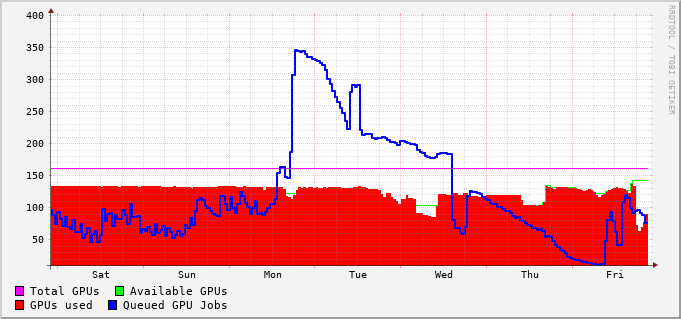 400
350
300
250
200
150
100
50
Sat Sun Mon Tue Wed Thu Fri
Total GPUs Available GPUs
GPUs used Queued GPU Jobs
RRDTOOL / TOBI OETIKER